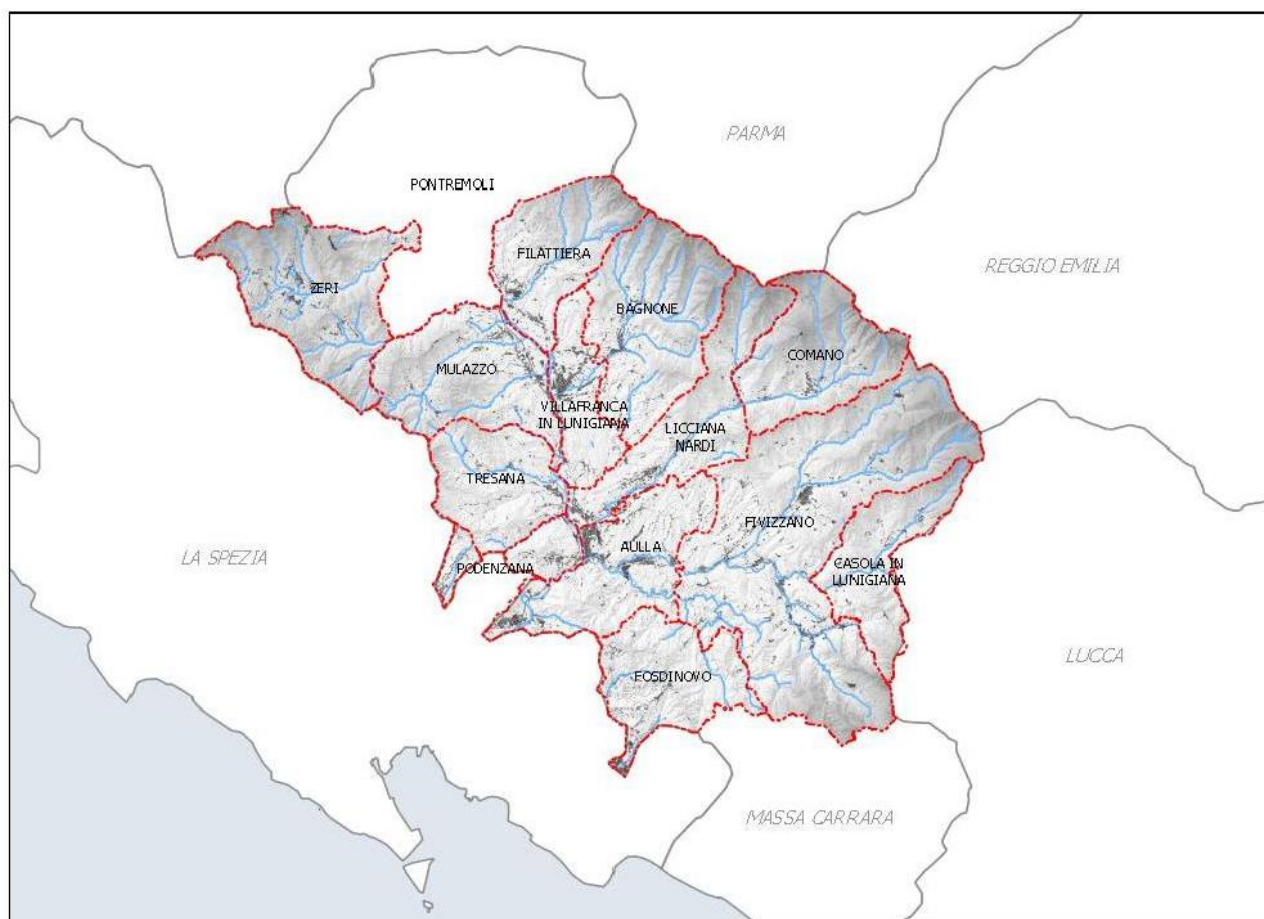 PARMA
PONTREMOLI
FILATTIERA
REGGIO EMILIA
ZERI
BAGNONE
COMANO
MULAZZO
VILLAFRANCA
IN LUNIGIANA
LICCIANA
NARDI
TRESANA
FIVIZZANO
AULLA
LA SPEZIA
PODENZANA
CASOLA IN
LUNIGIANA
LUCCA
FOSDINOVO
MASSA CARRARA